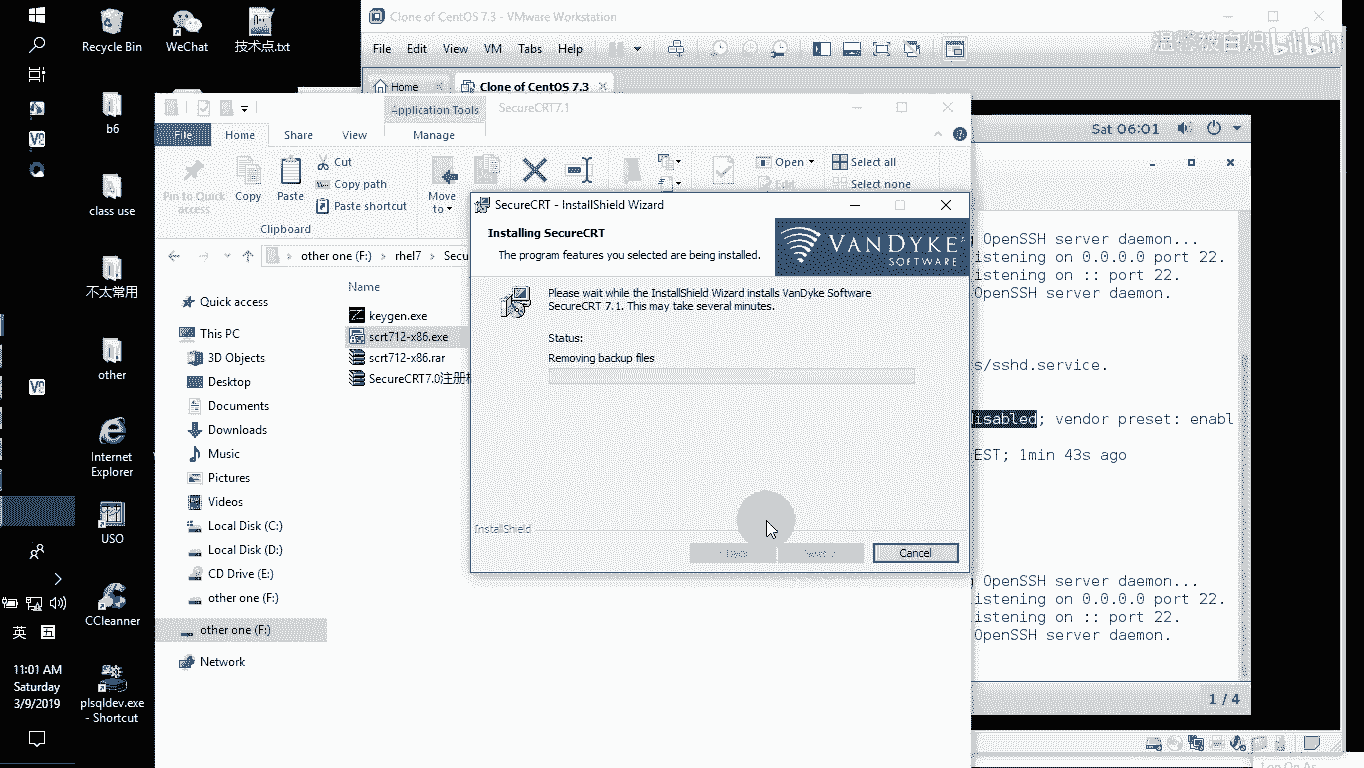 Recycle Bin
WeChat
技术点.txt
b6
class use
不太常用
other
Internet
Explorer
USO
CCleaner
plsqldev.exe
- Shortcut
英
11:01 AM
Saturday
3/9/2019
Clone of CentOS 7.3 - VMware Workstation
File Edit View VM Tabs Help
Home
Clone of CentOS 7.3
Application Tools
SecureCRT7.1
File Home Share View Manage
Pin to Quick
access
Copy
Paste
Cut
Copy path
Paste shortcut
Clipboard
Move
to
Open
Edit
Select all
Select none
other one (F:) rhel7 Secu
Quick access
This PC
3D Objects
Desktop
Documents
Downloads
Music
Pictures
Videos
Local Disk (C:)
Local Disk (D:)
CD Drive (E:)
other one (F:)
other one (F:)
Network
Name
keygen.exe
scrt712-x86.exe
scrt712-x86.rar
SecureCRT7.0注册
SecureCRT - InstallShield Wizard
Installing SecureCRT
The program features you selected are being installed.
VANDYKE
SOFTWARE
Please wait while the InstallShield Wizard installs VanDyke Software
SecureCRT 7.1. This may take several minutes.
Status:
Removing backup files
InstallShield
Cancel
Sat 06:01
OpenSSH server daemon...
istening on 0.0.0.0 port 22.
istening on :: port 22.
OpenSSH server daemon.
s/sshd.service.
isabled; vendor preset: enabl
EST; 1min 43s ago
OpenSSH server daemon...
istening on 0.0.0.0 port 22.
istening on :: port 22.
OpenSSH server daemon.
1 / 4
bilibili